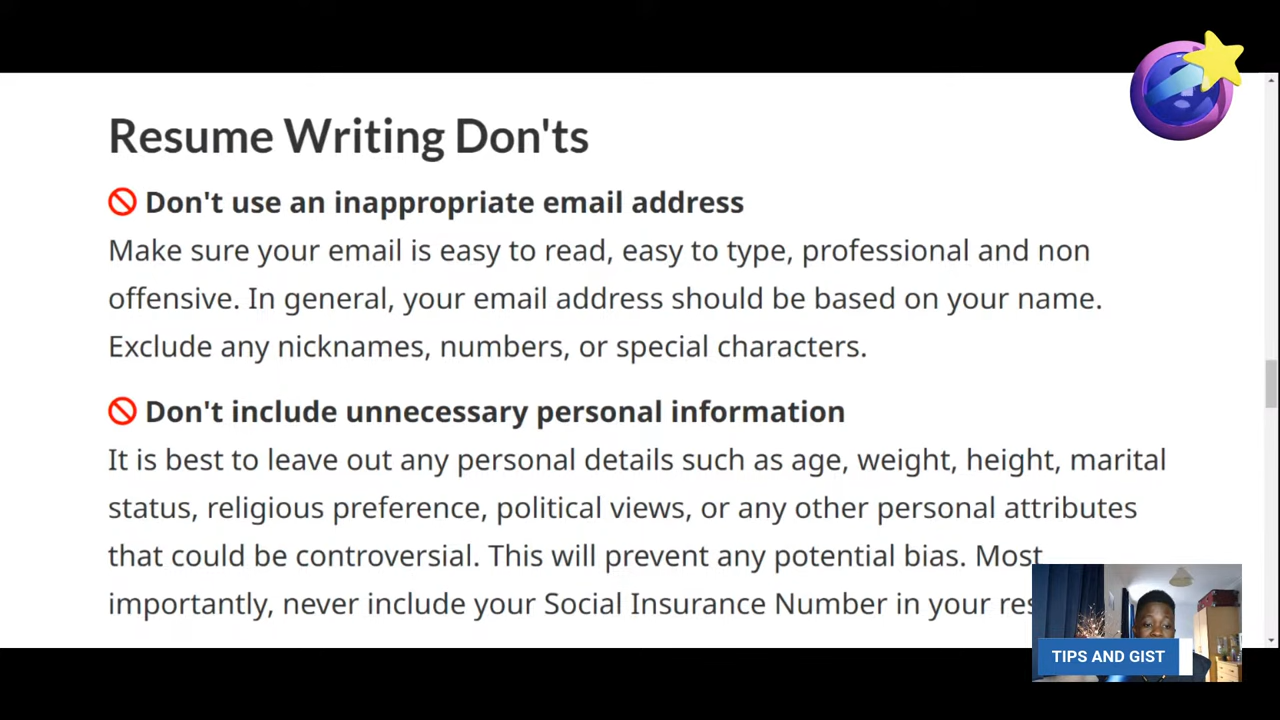 Resume Writing Don'ts
Don't use an inappropriate email address
Make sure your email is easy to read, easy to type, professional and non
offensive. In general, your email address should be based on your name.
Exclude any nicknames, numbers, or special characters.
Don't include unnecessary personal information
It is best to leave out any personal details such as age, weight, height, marital
status, religious preference, political views, or any other personal attributes
that could be controversial. This will prevent any potential bias. Most
importantly, never include your Social Insurance Number in your
TIPS AND GIST